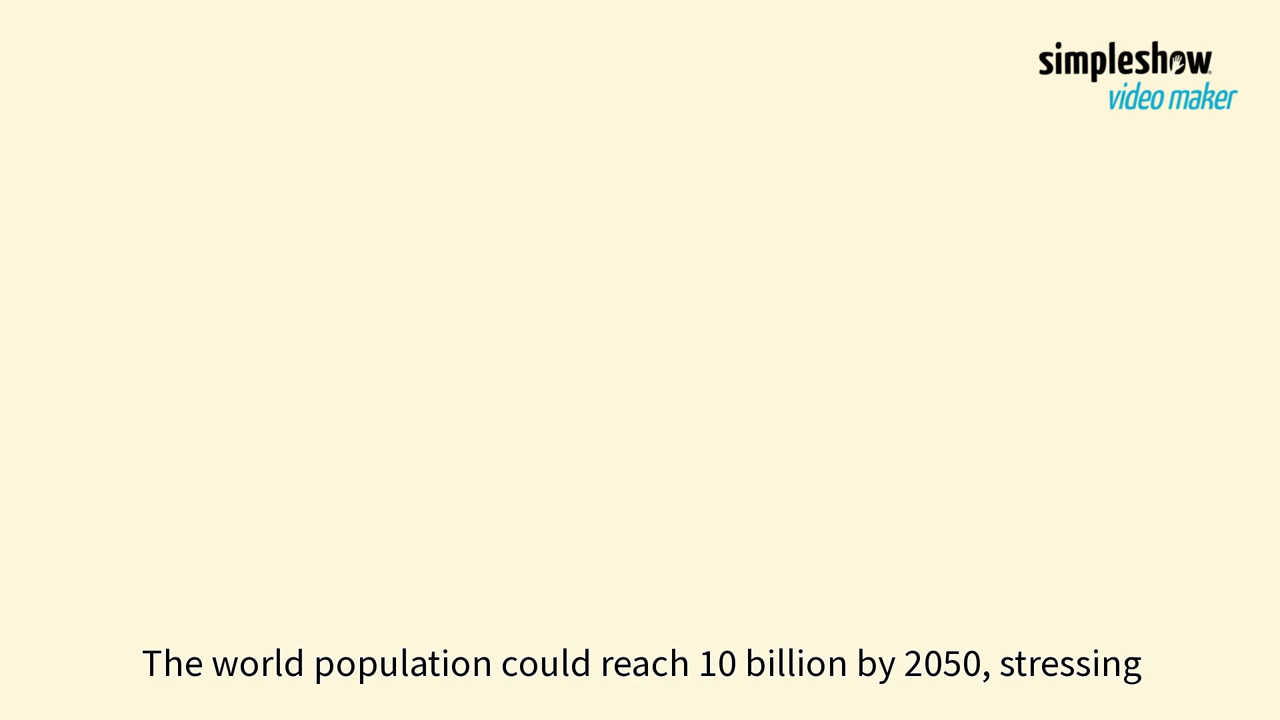 simpleshow
video maker
The world population could reach 10 billion by 2050, stressing